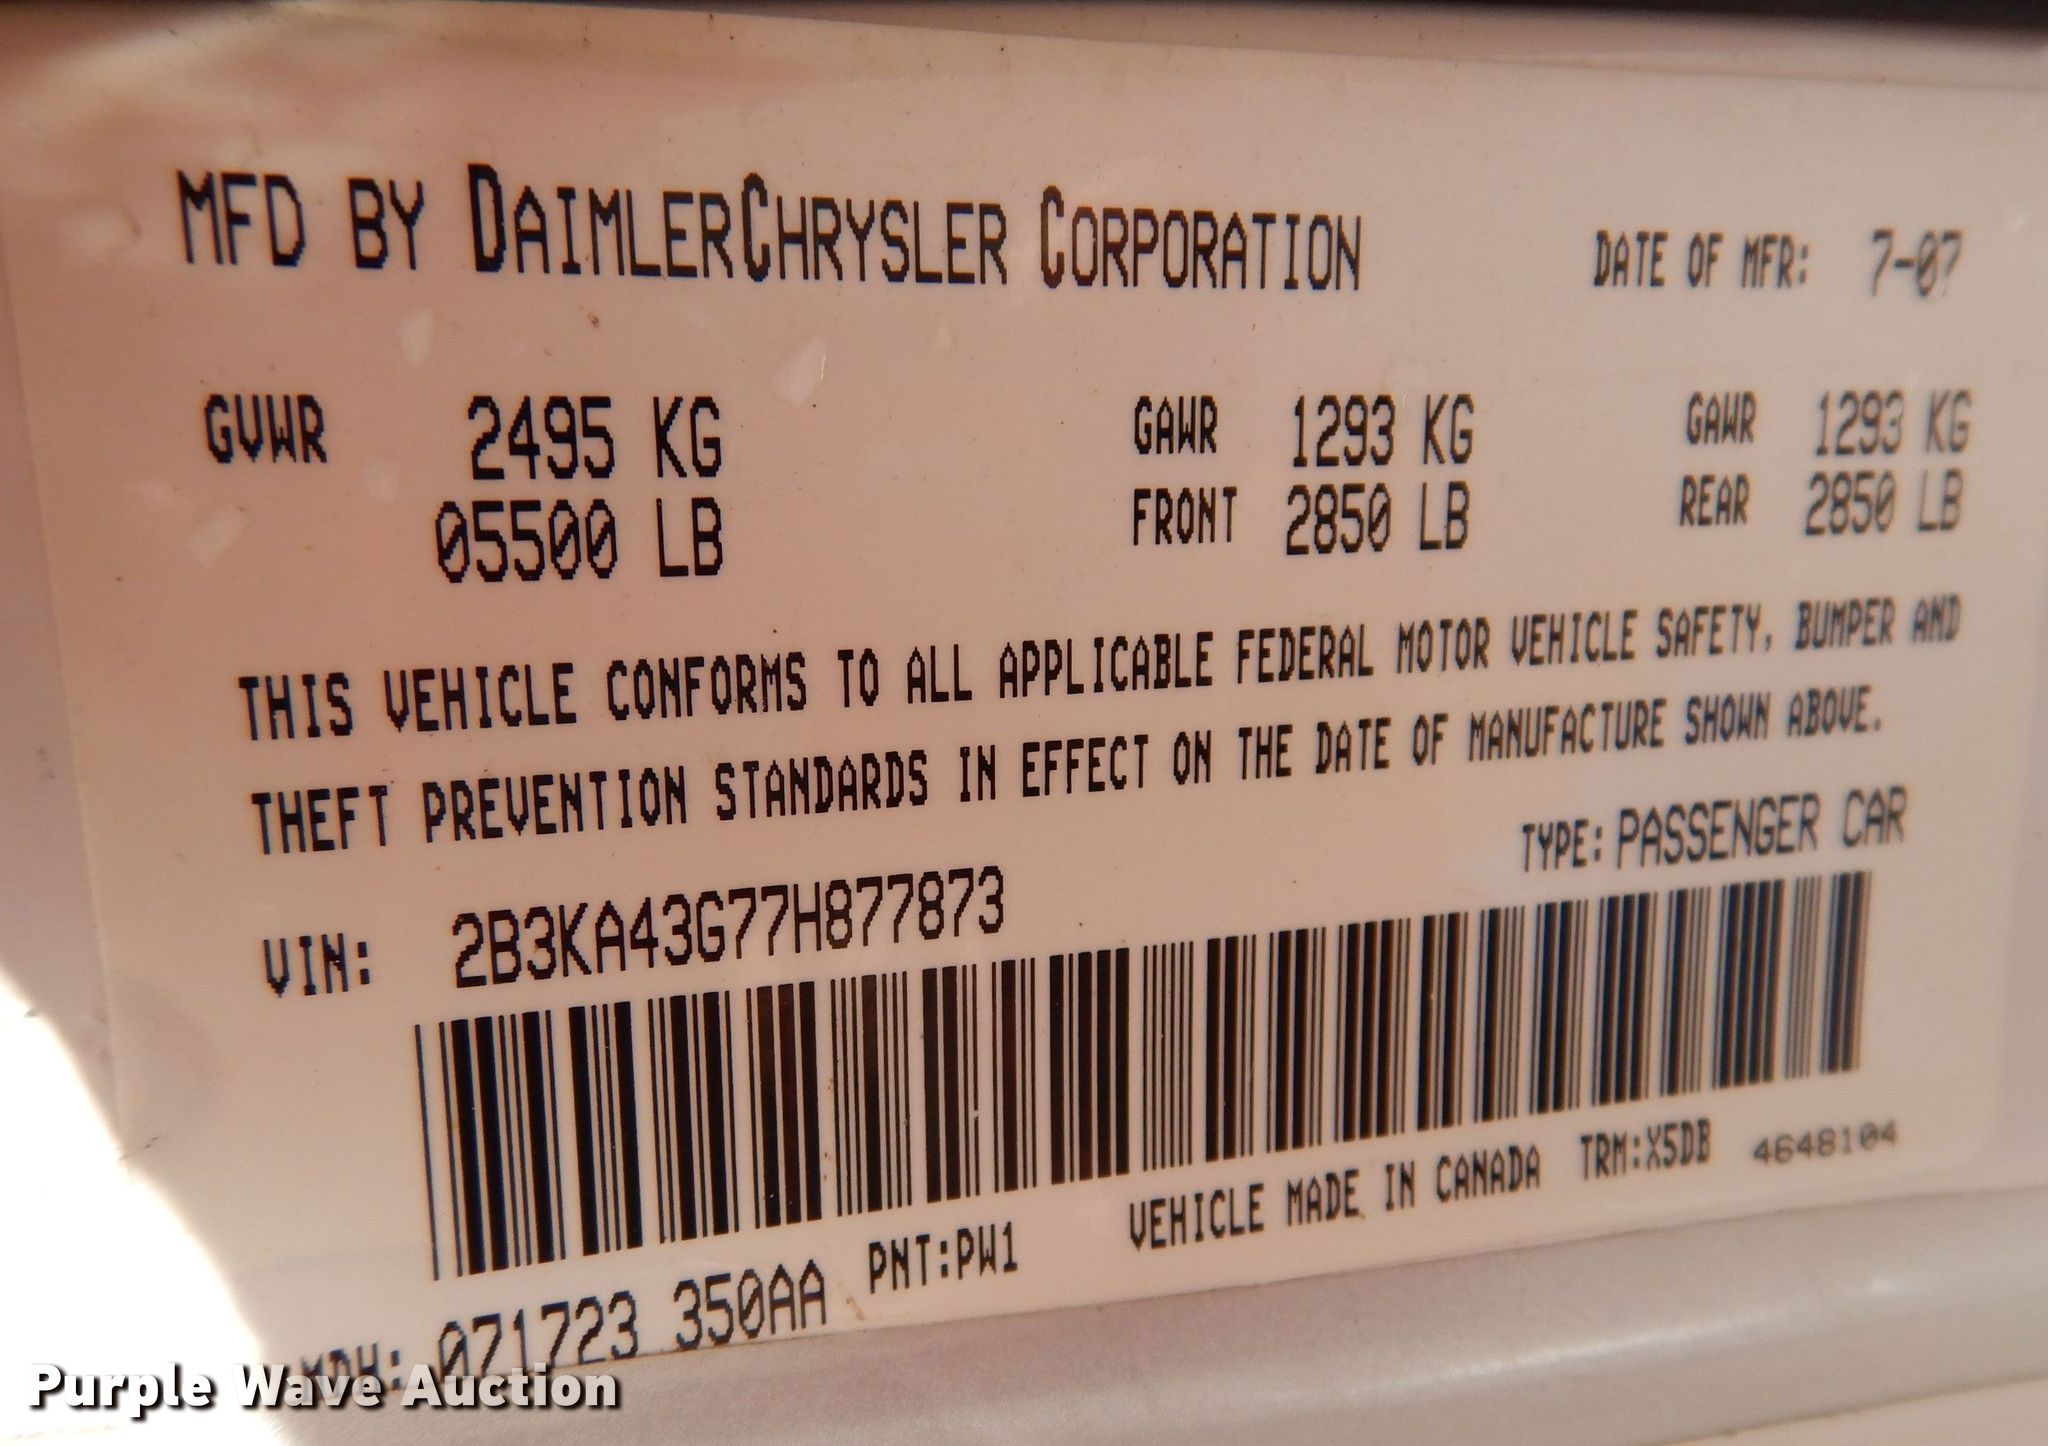 MFD BY DAIMLERCHRYSLER CORPORATION DATE OF MFR: 7-07
GVWR 2495 KG GAWR 1293 KG GAWR 1293 KG
05500 LB FRONT 2850 LB REAR 2850 LB
THIS VEHICLE CONFORMS TO ALL APPLICABLE FEDERAL MOTOR VEHICLE SAFETY, BUMPER AND
THEFT PREVENTION STANDARDS IN EFFECT ON THE DATE OF MANUFACTURE SHOWN ABOVE.
VIN: 2B3KA43G77H877873 TYPE: PASSENGER CAR
MDH: 071723 350AA PNT:PW1 VEHICLE MADE IN CANADA TRM:X5DB 4648104
Purple Wave Auction